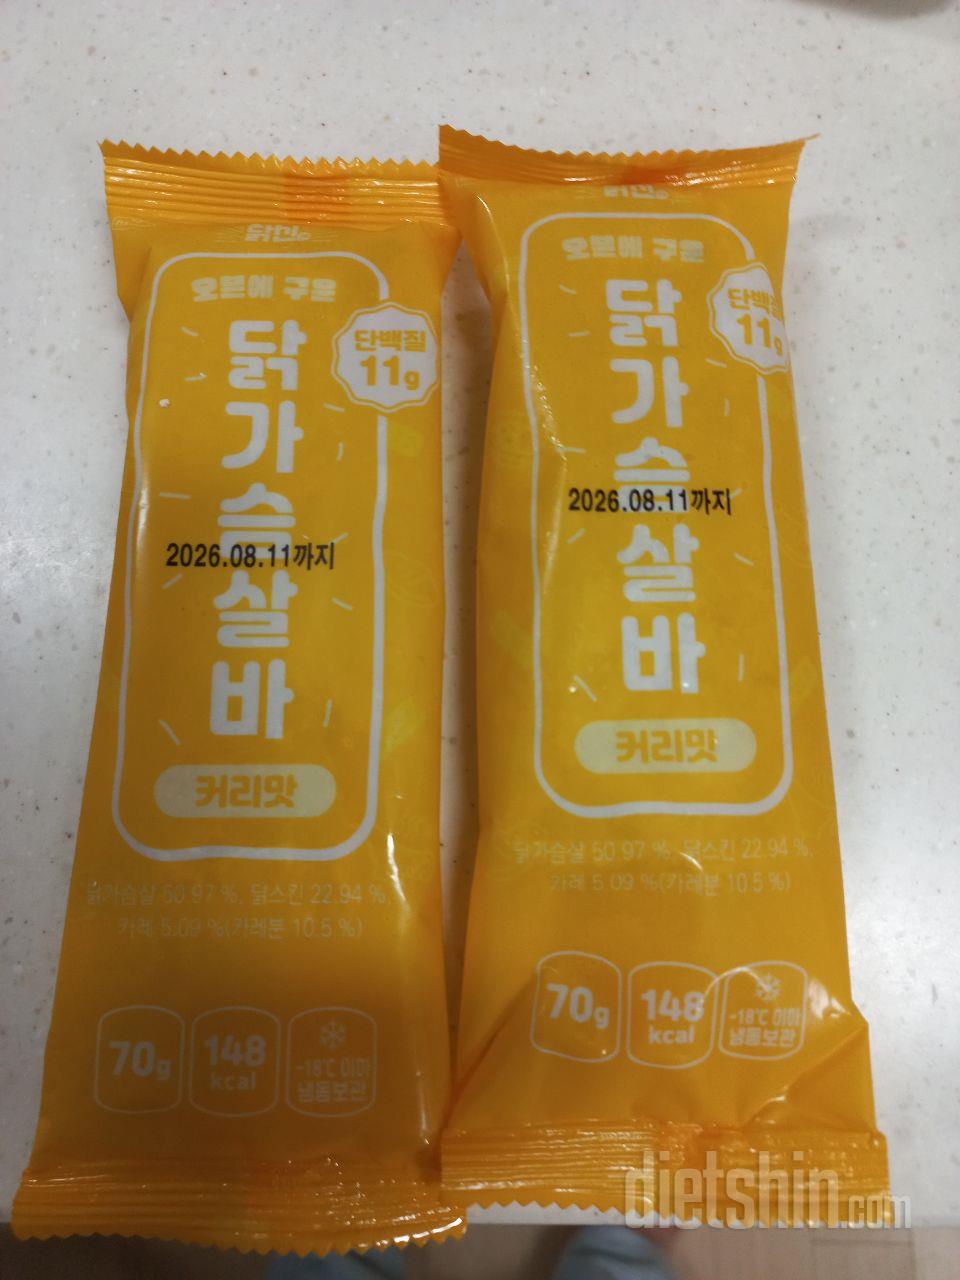 닭신
오븐에 구운
닭가슴살바
단백질
11g
2026.08.11까지
커리맛
닭가슴살 50.97 %, 닭스킨 22.94 %,
카레 5.09 %(카레분 10.5 %)
70g
148
kcal
-18℃ 이하
냉동보관
닭신
오븐에 구운
닭가슴살바
단백질
11g
2026.08.11까지
커리맛
닭가슴살 50.97 %, 닭스킨 22.94 %,
카레 5.09 %(카레분 10.5 %)
70g
148
kcal
-18℃ 이하
냉동보관
dietshin.com